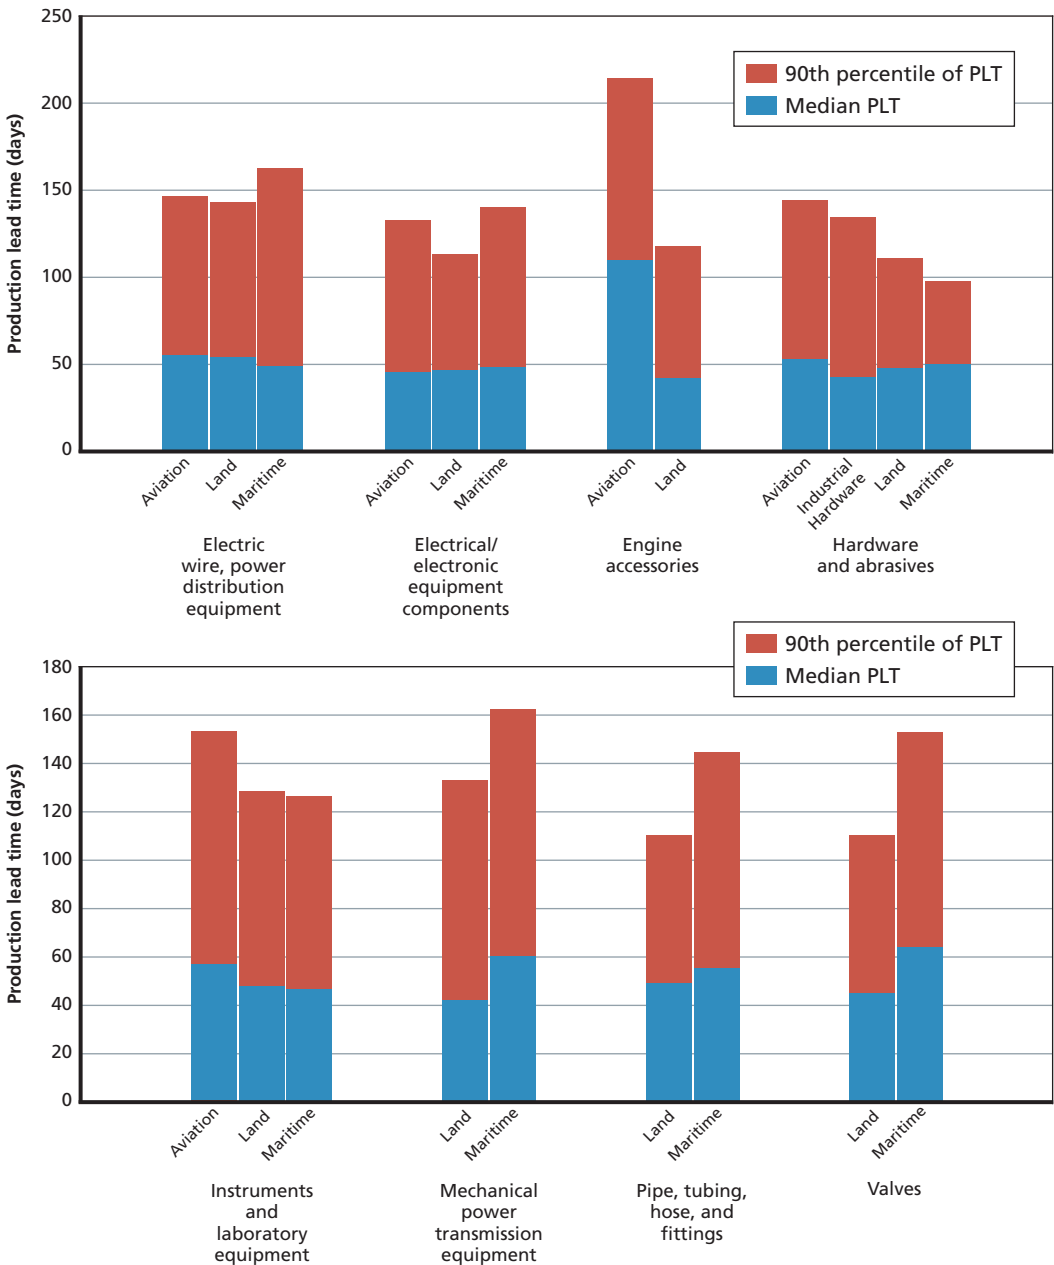 250
200
150
100
50
0
Production lead time (days)
90th percentile of PLT
Median PLT
Aviation
Land
Maritime
Aviation
Land
Maritime
Aviation
Land
Aviation
Industrial
Hardware
Land
Maritime
Electric
wire, power
distribution
equipment
Electrical/
electronic
equipment
components
Engine
accessories
Hardware
and abrasives
180
160
140
120
100
80
60
40
20
0
Production lead time (days)
90th percentile of PLT
Median PLT
Aviation
Land
Maritime
Land
Maritime
Land
Maritime
Land
Maritime
Instruments
and
laboratory
equipment
Mechanical
power
transmission
equipment
Pipe, tubing,
hose, and
fittings
Valves